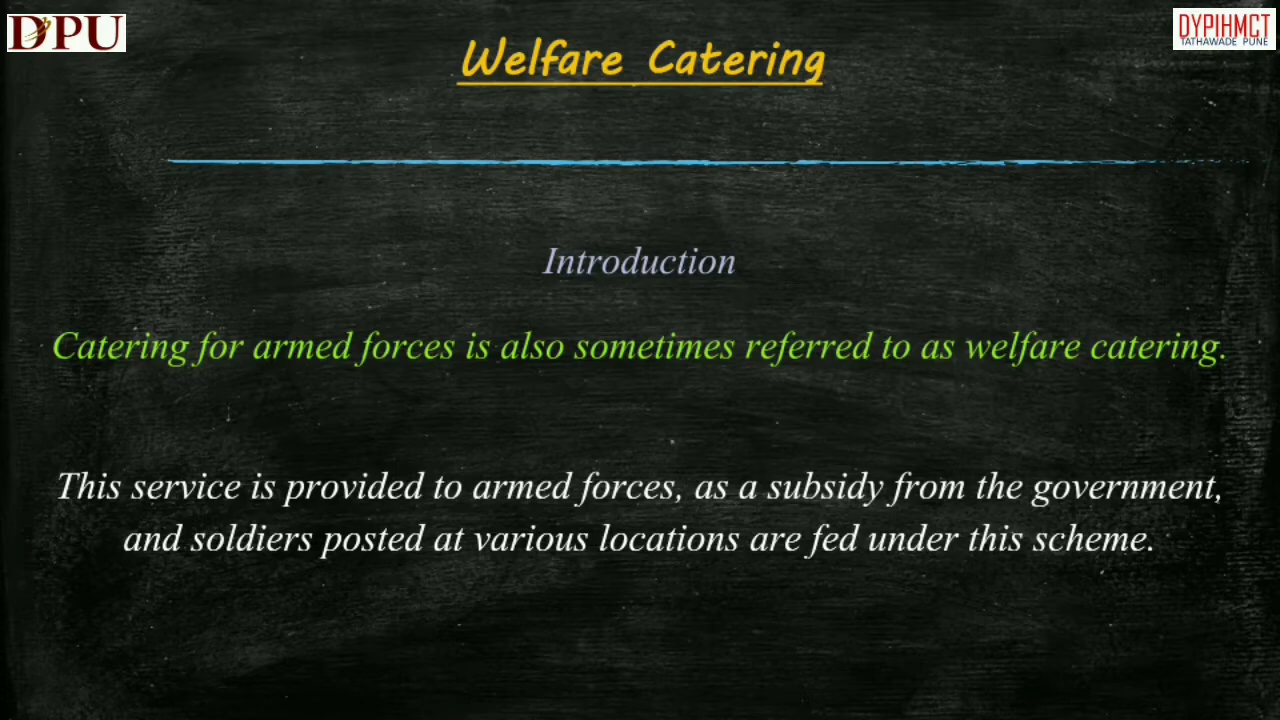 DPU
DYPIHMCT
TATHAWADE PUNE
Welfare Catering
Introduction
Catering for armed forces is also sometimes referred to as welfare catering.
This service is provided to armed forces, as a subsidy from the government,
and soldiers posted at various locations are fed under this scheme.